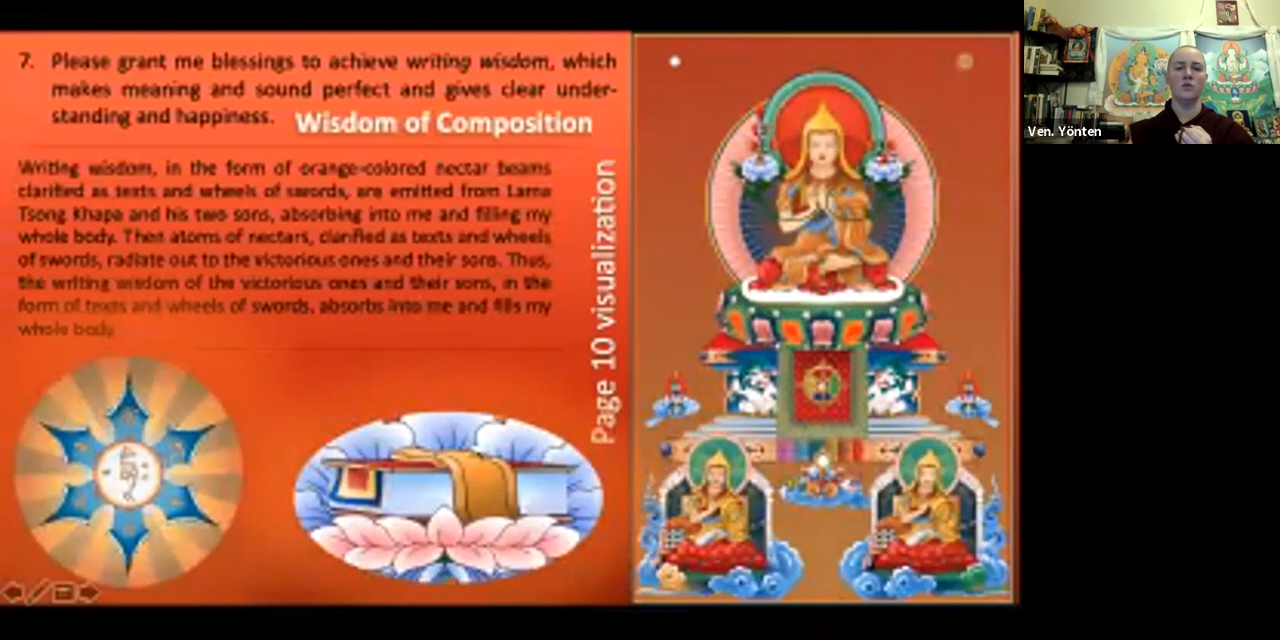 7. Please grant me blessings to achieve writing wisdom, which
makes meaning and sound perfect and gives clear under-
standing and happiness.
Wisdom of Composition
Writing wisdom, in the form of orange-colored nectar beams
clarified as texts and wheels of swords, are emitted from Lama
Tsong Khapa and his two sons, absorbing into me and filling my
whole body. Then atoms of nectars, clarified as texts and wheels
of swords, radiate out to the victorious ones and their sons. Thus,
the writing wisdom of the victorious ones and their sons, in the
form of texts and wheels of swords, absorbs into me and fills my
whole body.
Page 10 visualization
Ven. Yönten